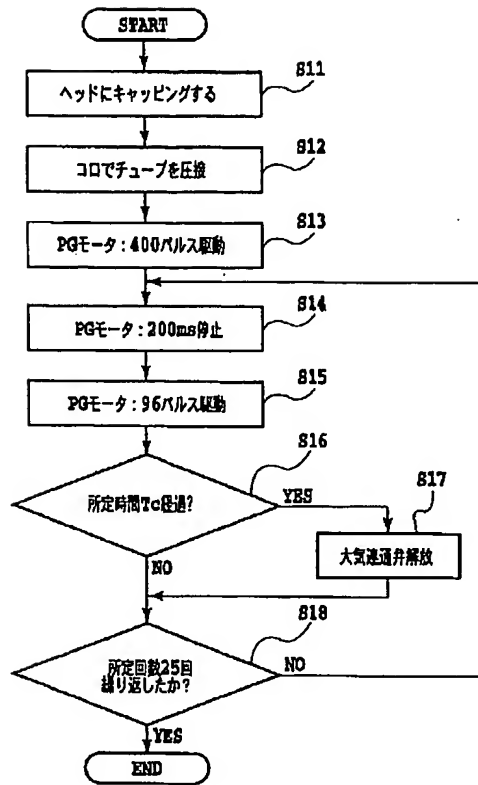 START
S11
ヘッドにキャッピングする
S12
コロでチューブを圧接
S13
PGモータ:400パルス駆動
S14
PGモータ:200ms停止
S15
PGモータ:96パルス駆動
S16
所定時間Tc経過?
YES
S17
大気連通弁解放
NO
S18
所定回数25回
繰り返したか?
NO
YES
END